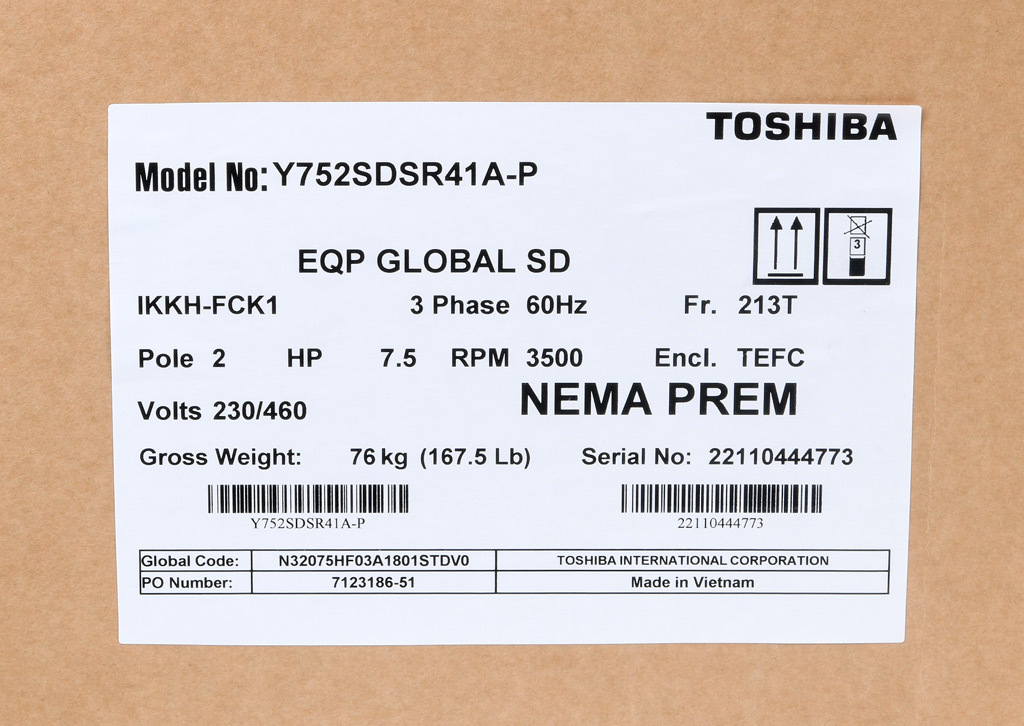 TOSHIBA
Model No: Y752SDSR41A-P
EQP GLOBAL SD
3
IKKH-FCK1 3 Phase 60Hz Fr. 213T
Pole 2 HP 7.5 RPM 3500 Encl. TEFC
Volts 230/460 NEMA PREM
Gross Weight: 76 kg (167.5 Lb) Serial No: 22110444773
Y752SDSR41A-P 22110444773
Global Code: N32075HF03A1801STDV0 TOSHIBA INTERNATIONAL CORPORATION
PO Number: 7123186-51 Made in Vietnam